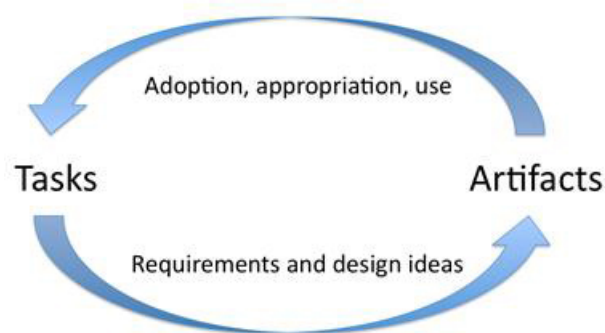 Adoption, appropriation, use
Tasks
Artifacts
Requirements and design ideas